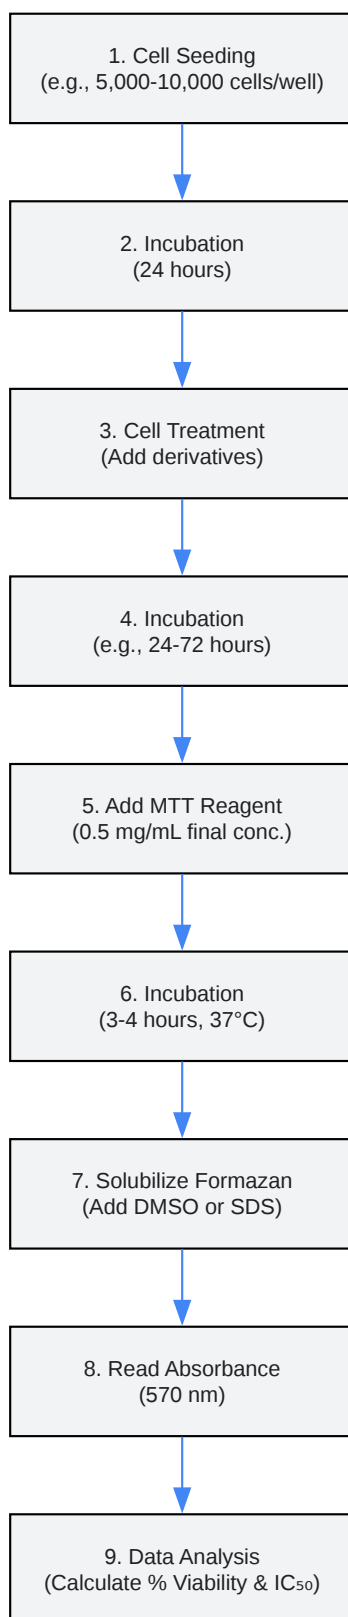 1. Cell Seeding
(e.g., 5,000-10,000 cells/well)
2. Incubation
(24 hours)
3. Cell Treatment
(Add derivatives)
4. Incubation
(e.g., 24-72 hours)
5. Add MTT Reagent
(0.5 mg/mL final conc.)
6. Incubation
(3-4 hours, 37°C)
7. Solubilize Formazan
(Add DMSO or SDS)
8. Read Absorbance
(570 nm)
9. Data Analysis
(Calculate % Viability & IC₅₀)